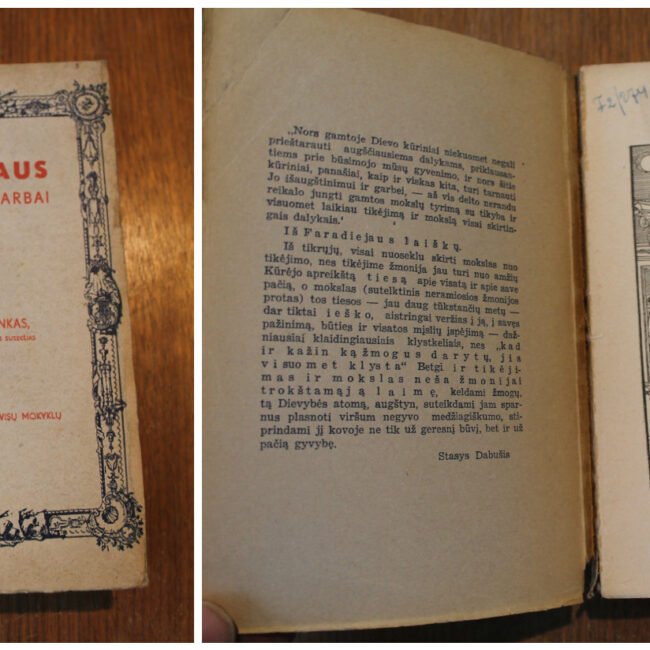 AUS
ARBAI
NKAS,
VISŲ MOKYKLŲ
„Nors gamtoje Dievo kūriniai niekuomet negali
prieštarauti augščiausiems dalykams, priklausan-
tiems prie būsimojo mūsų gyvenimo, ir nors šitie
kūriniai, panašiai, kaip ir viskas kita, turi tarnauti
Jo išaugštinimui ir garbei, — aš vis delto nerandu
reikalo jungti gamtos mokslų tyrimą su tikyba ir
visuomet laikiau tikėjimą ir mokslą visai skirtin-
gais dalykais.“
Iš Faradiejaus laiškų.
Iš tikrųjų, visai nuoseklu skirti mokslas nuo
tikėjimo, nes tikėjime žmonija jau turi nuo amžių
Kūrėjo apreikštą tiesą apie visatą ir apie save
pačią, o mokslas (sutelktinis neramiosios žmonijos
protas) tos tiesos — jau daug tūkstančių metų —
dar tiktai ieško, aistringai veržias į ją, į savęs
pažinimą, būties ir visatos mįslių įspėjimą — daž-
niausiai klaidingiausiais klystkeliais, nes „kad
ir kažin ką žmogus darytų, jis
visuomet klysta“ Betgi ir tikėji-
mas ir mokslas neša žmonijai
trokštamąją laimę, keldami žmogų,
tą Dievybės atomą, augštyn, suteikdami jam spar-
nus plasnoti viršum negyvo medžiagiškumo, sti-
prindami jį kovoje ne tik už geresnį būvį, bet ir už
pačią gyvybę.
Stasys Dabušis
72/274